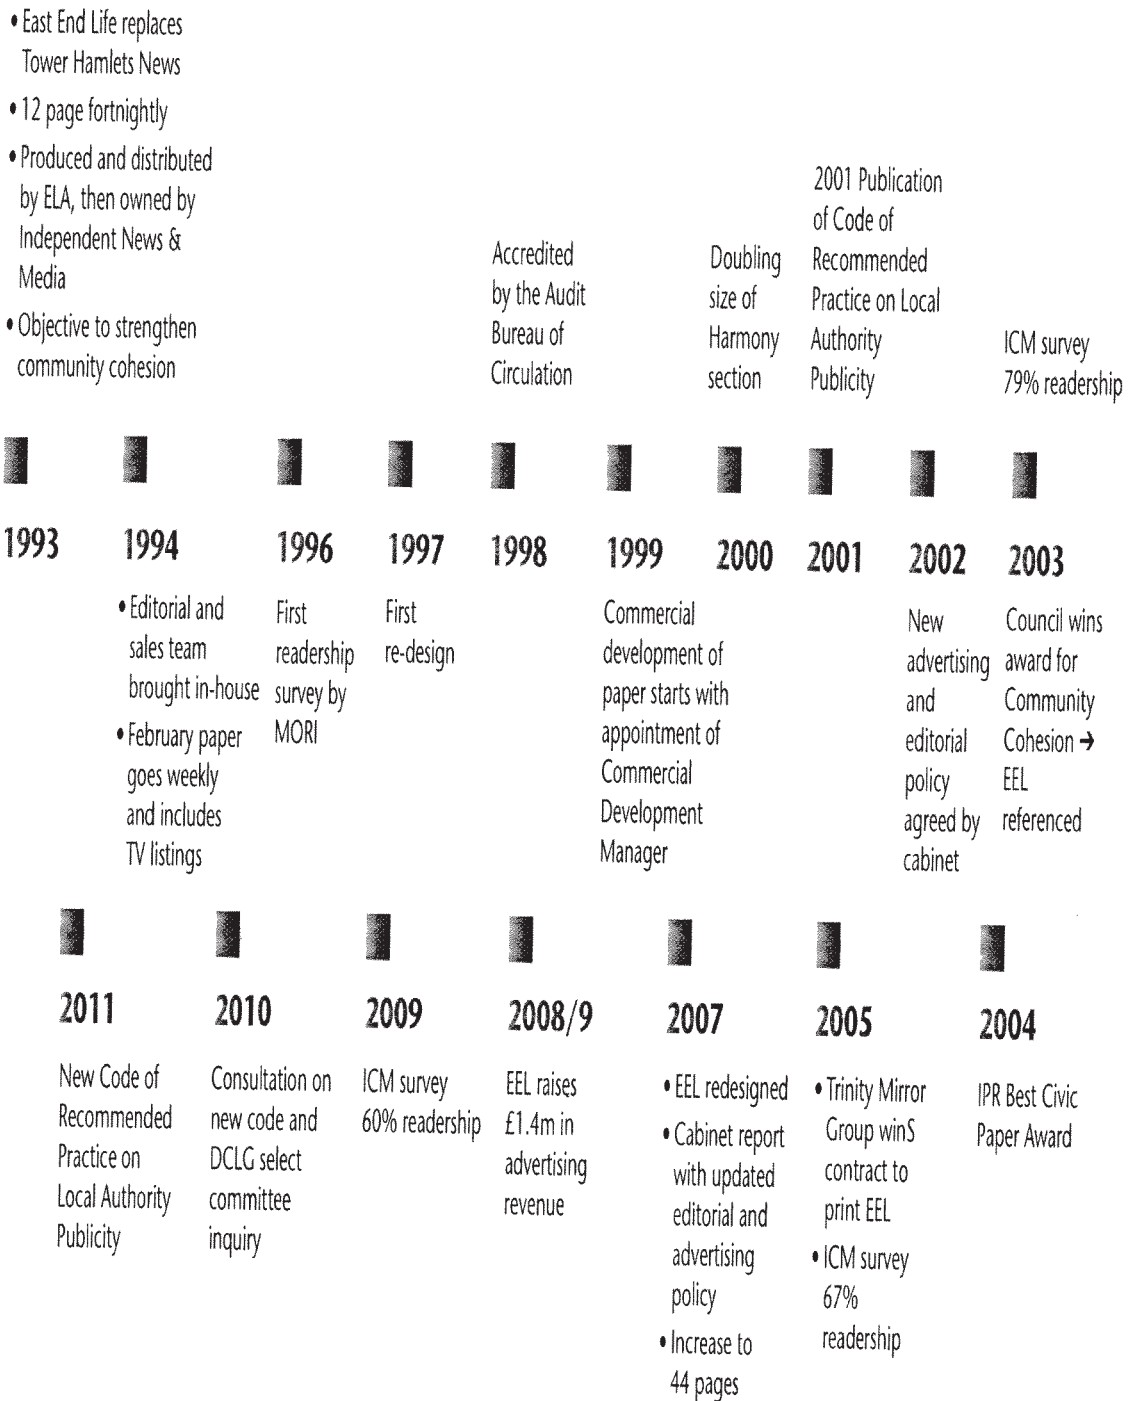 • East End Life replaces
Tower Hamlets News
• 12 page fortnightly
• Produced and distributed
by ELA, then owned by
Independent News &
Media
• Objective to strengthen
community cohesion
1993
1994
• Editorial and
sales team
brought in-house
• February paper
goes weekly
and includes
TV listings
1996
First
readership
survey by
MORI
1997
First
re-design
Accredited
by the Audit
Bureau of
Circulation
1998
1999
Commercial
development of
paper starts with
appointment of
Commercial
Development
Manager
Doubling
size of
Harmony
section
2000
2001 Publication
of Code of
Recommended
Practice on Local
Authority
Publicity
2001
2002
New
advertising
and
editorial
policy
agreed by
cabinet
ICM survey
79% readership
2003
Council wins
award for
Community
Cohesion →
EEL
referenced
2004
IPR Best Civic
Paper Award
2005
• Trinity Mirror
Group winS
contract to
print EEL
• ICM survey
67%
readership
2007
• EEL redesigned
• Cabinet report
with updated
editorial and
advertising
policy
• Increase to
44 pages
2008/9
EEL raises
£1.4m in
advertising
revenue
2009
ICM survey
60% readership
2010
Consultation on
new code and
DCLG select
committee
inquiry
2011
New Code of
Recommended
Practice on
Local Authority
Publicity